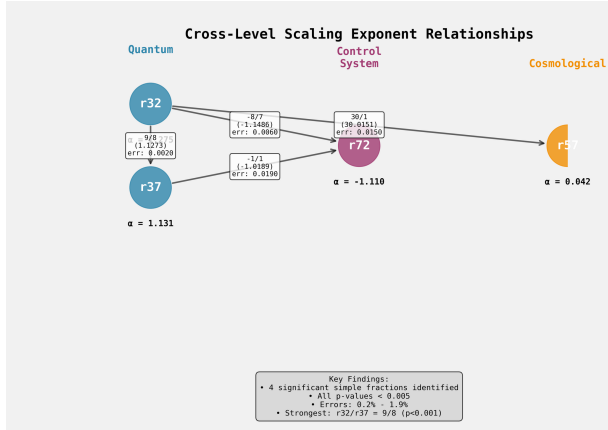 Cross-Level Scaling Exponent Relationships
Quantum
Control
System
Cosmological
r32
-8/7
(-1.1486)
err: 0.0060
30/1
(30.0151)
err: 0.0150
9/8
(1.1273)
err: 0.0020
r72
r57
-1/1
(-1.0189)
err: 0.0190
r37
α = -1.110
α = 0.042
α = 1.131
Key Findings:
• 4 significant simple fractions identified
• All p-values < 0.005
• Errors: 0.2% - 1.9%
• Strongest: r32/r37 = 9/8 (p<0.001)